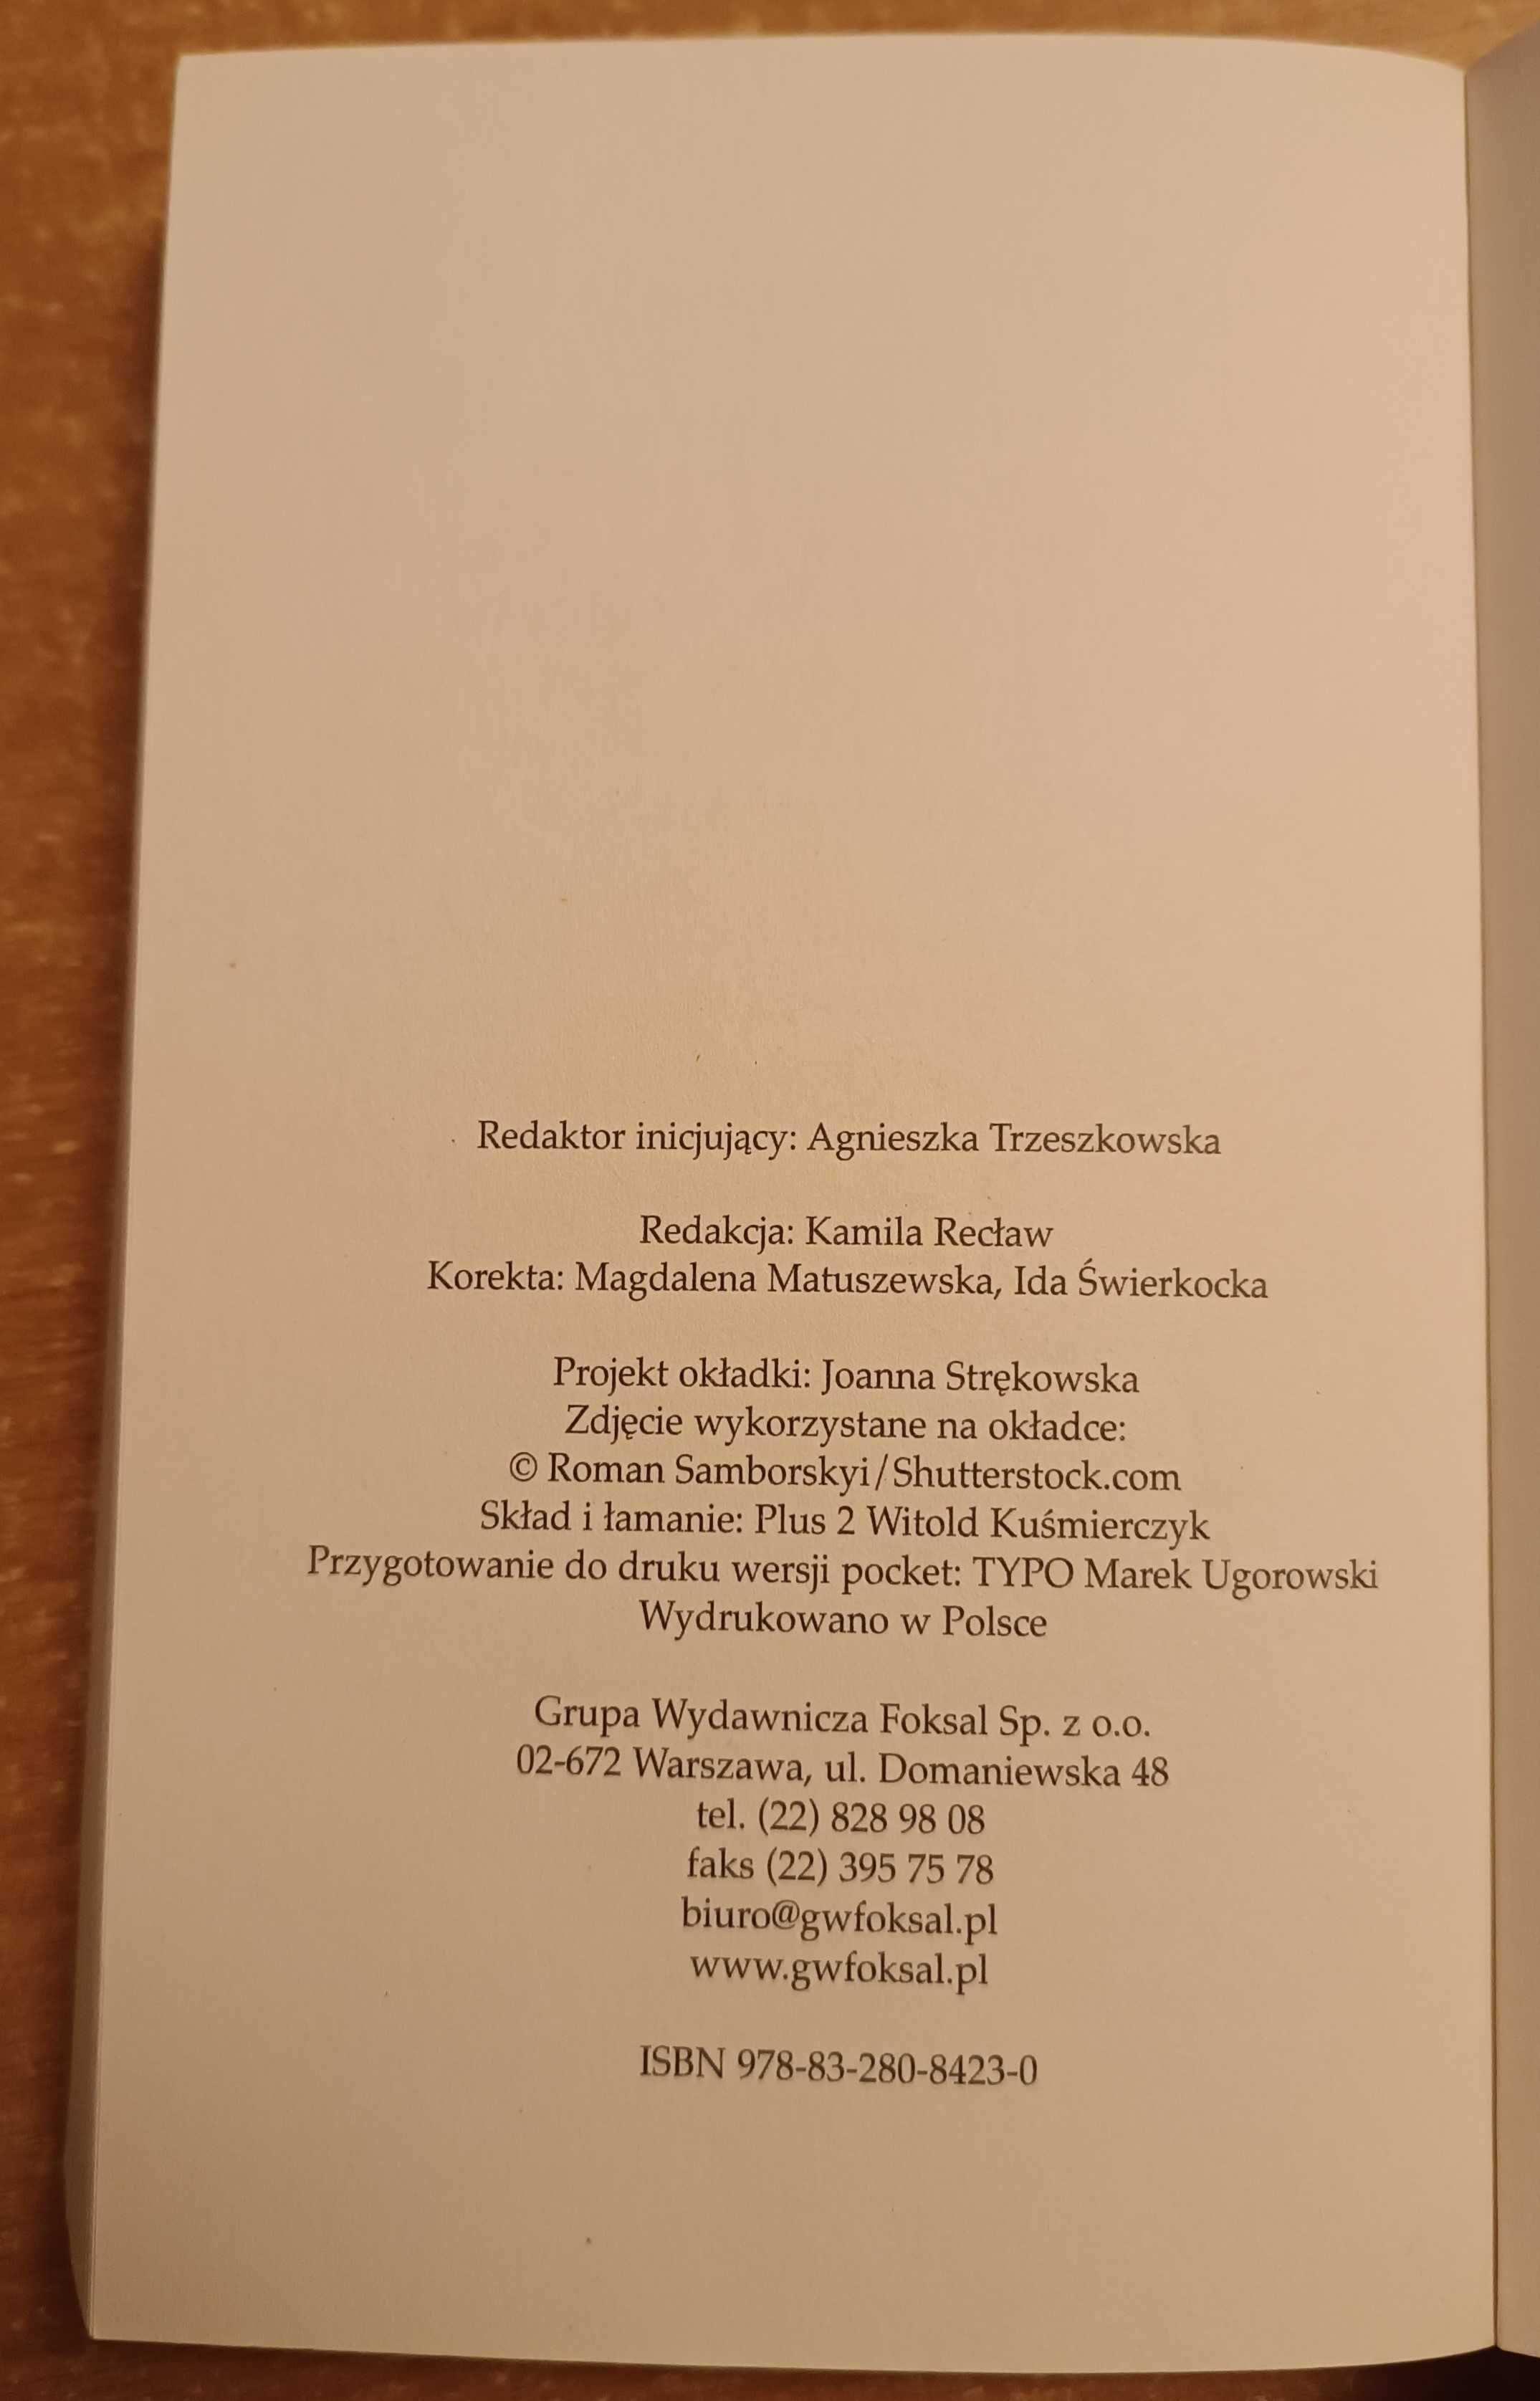 Redaktor inicjujący: Agnieszka Trzeszkowska
Redakcja: Kamila Recław
Korekta: Magdalena Matuszewska, Ida Świerkocka
Projekt okładki: Joanna Strękowska
Zdjęcie wykorzystane na okładce:
© Roman Samborskyi/Shutterstock.com
Skład i łamanie: Plus 2 Witold Kuśmierczyk
Przygotowanie do druku wersji pocket: TYPO Marek Ugorowski
Wydrukowano w Polsce
Grupa Wydawnicza Foksal Sp. z o.o.
02-672 Warszawa, ul. Domaniewska 48
tel. (22) 828 98 08
faks (22) 395 75 78
biuro@gwfoksal.pl
www.gwfoksal.pl
ISBN 978-83-280-8423-0